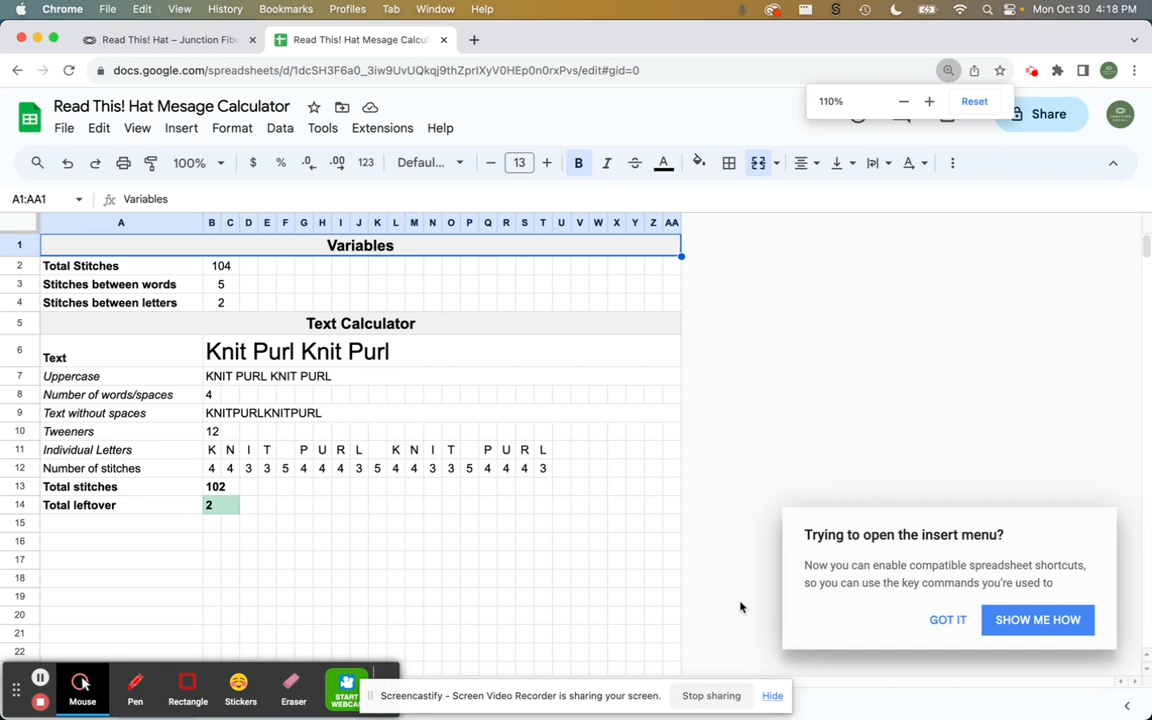 Chrome File Edit View History Bookmarks Profiles Tab Window Help Mon Oct 30 4:18 PM
Read This! Hat – Junction Fibe
Read This! Hat Mesage Calcul
docs.google.com/spreadsheets/d/1dcSH3F6a0_3iw9UvUQkqj9thZprIXyV0HEp0n0rxPvs/edit#gid=0
110% Reset
Read This! Hat Mesage Calculator
Share
File Edit View Insert Format Data Tools Extensions Help
100% $ % .0 .00 123 Defaul... 13 B I A
A1:AA1 fx Variables
A B C D E F G H I J K L M N O P Q R S T U V W X Y Z AA
1 Variables
2 Total Stitches 104
3 Stitches between words 5
4 Stitches between letters 2
5 Text Calculator
6 Text Knit Purl Knit Purl
7 Uppercase KNIT PURL KNIT PURL
8 Number of words/spaces 4
9 Text without spaces KNITPURLKNITPURL
10 Tweeners 12
11 Individual Letters K N I T P U R L K N I T P U R L
12 Number of stitches 4 4 3 3 5 4 4 4 3 5 4 4 3 3 5 4 4 4 3
13 Total stitches 102
14 Total leftover 2
15
16
17
18
19
20
21
22
Trying to open the insert menu?
Now you can enable compatible spreadsheet shortcuts,
so you can use the key commands you're used to
GOT IT SHOW ME HOW
Mouse Pen Rectangle Stickers Eraser
START
WEBCA
Screencastify - Screen Video Recorder is sharing your screen. Stop sharing Hide